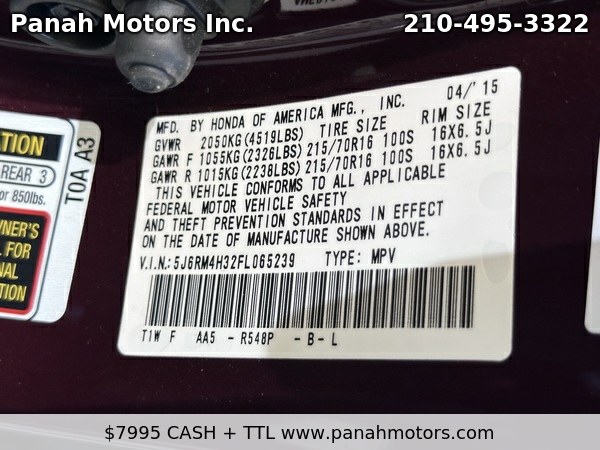 Panah Motors Inc.
210-495-3322
MFD. BY HONDA OF AMERICA MFG., INC. 04/'15
GVWR 2050KG(4519LBS) TIRE SIZE RIM SIZE
GAWR F 1055KG(2326LBS) 215/70R16 100S 16X6.5J
GAWR R 1015KG(2238LBS) 215/70R16 100S 16X6.5J
THIS VEHICLE CONFORMS TO ALL APPLICABLE
FEDERAL MOTOR VEHICLE SAFETY
AND THEFT PREVENTION STANDARDS IN EFFECT
ON THE DATE OF MANUFACTURE SHOWN ABOVE.
V.I.N.:5J6RM4H32FL065239 TYPE: MPV
T1W F AA5 - R548P - B - L
REAR 3
or 850lbs.
FOR
TION
T0A A3
$7995 CASH + TTL www.panahmotors.com